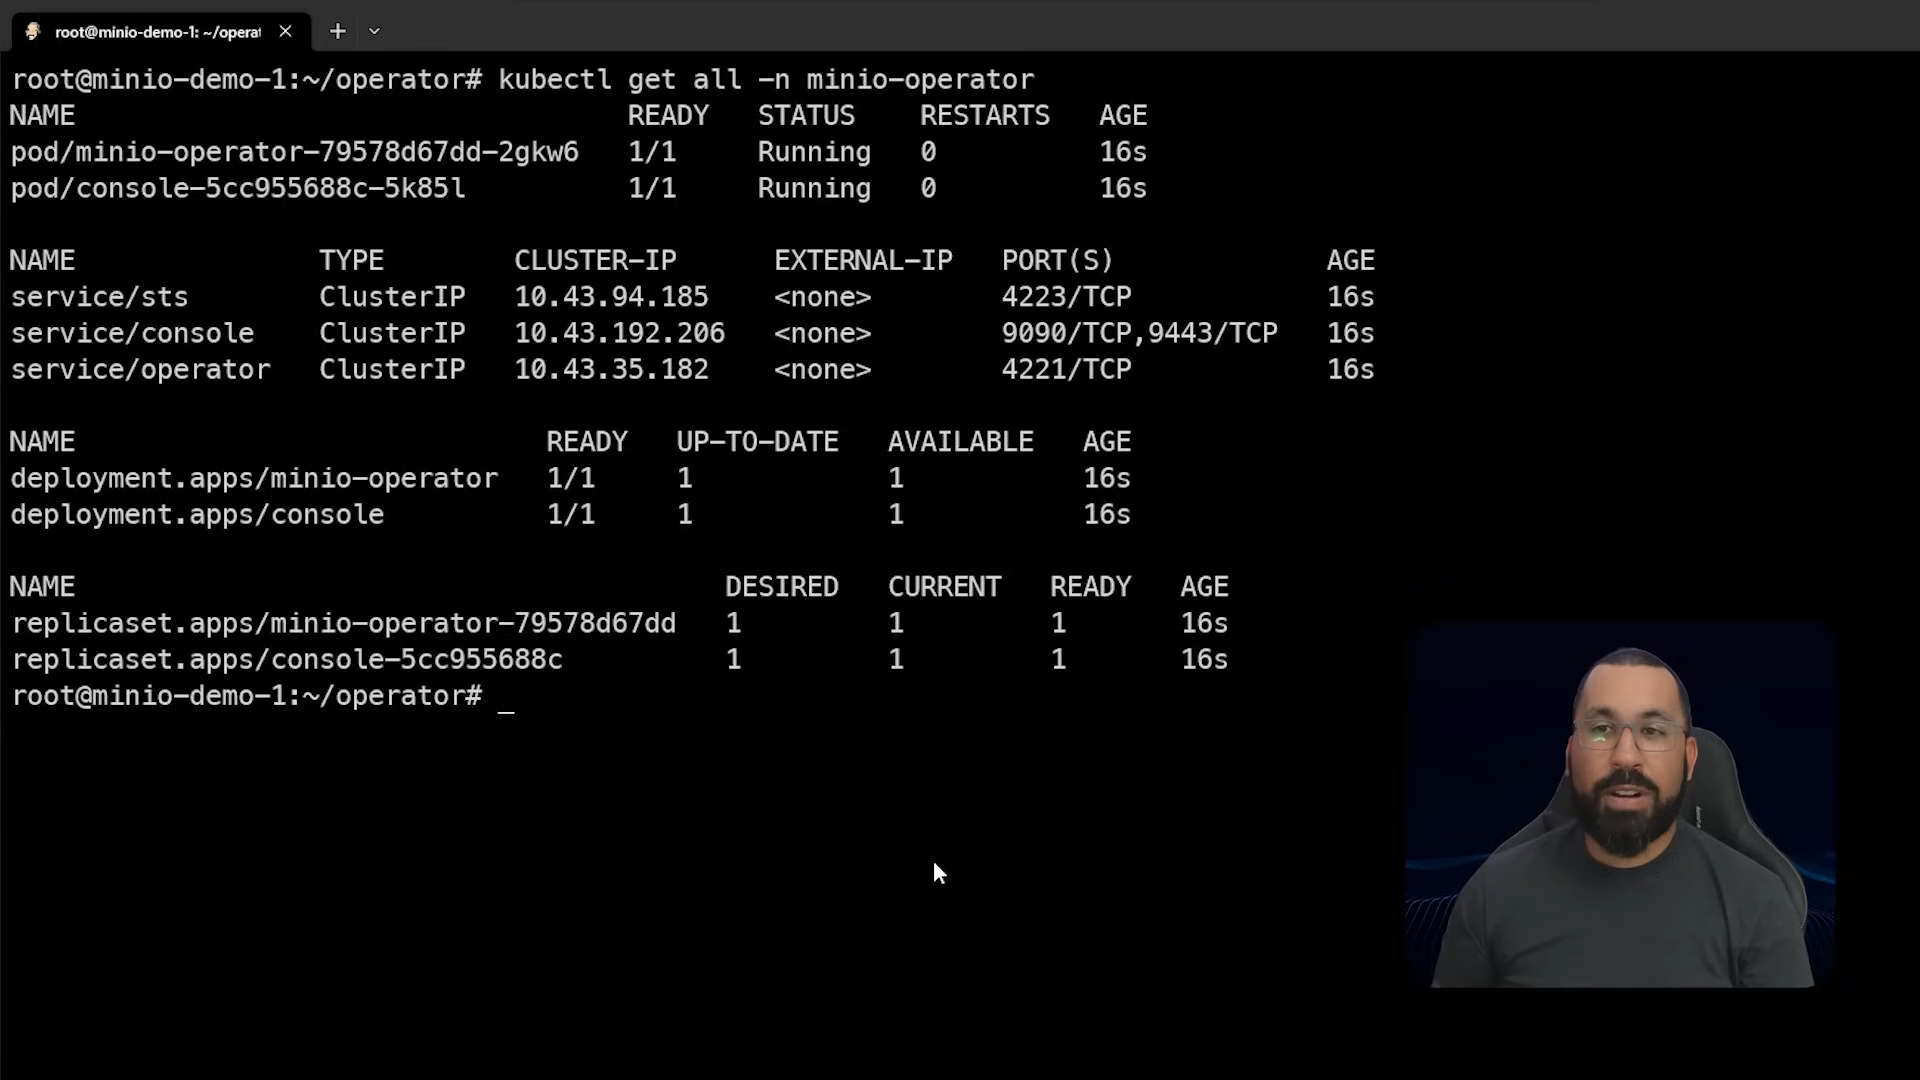 root@minio-demo-1: ~/operat
root@minio-demo-1:~/operator# kubectl get all -n minio-operator
NAME READY STATUS RESTARTS AGE
pod/minio-operator-79578d67dd-2gkw6 1/1 Running 0 16s
pod/console-5cc955688c-5k85l 1/1 Running 0 16s
NAME TYPE CLUSTER-IP EXTERNAL-IP PORT(S) AGE
service/sts ClusterIP 10.43.94.185 <none> 4223/TCP 16s
service/console ClusterIP 10.43.192.206 <none> 9090/TCP,9443/TCP 16s
service/operator ClusterIP 10.43.35.182 <none> 4221/TCP 16s
NAME READY UP-TO-DATE AVAILABLE AGE
deployment.apps/minio-operator 1/1 1 1 16s
deployment.apps/console 1/1 1 1 16s
NAME DESIRED CURRENT READY AGE
replicaset.apps/minio-operator-79578d67dd 1 1 1 16s
replicaset.apps/console-5cc955688c 1 1 1 16s
root@minio-demo-1:~/operator# _